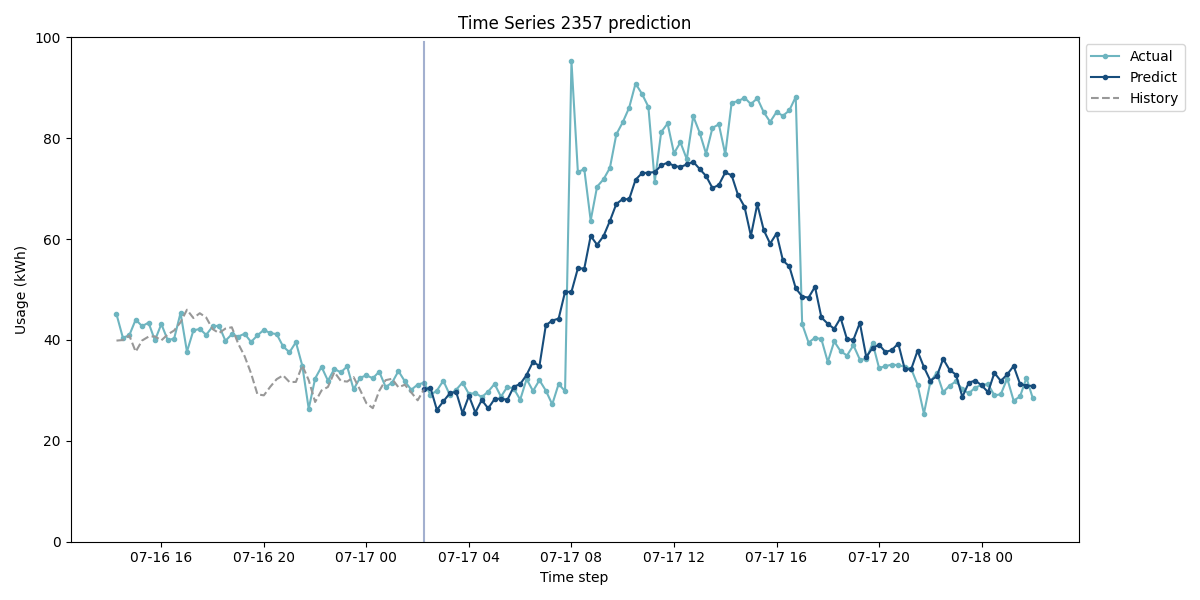 Time Series 2357 prediction
Usage (kWh)
100
80
60
40
20
0
07-16 16
07-16 20
07-17 00
07-17 04
07-17 08
07-17 12
07-17 16
07-17 20
07-18 00
Time step
Actual
Predict
History